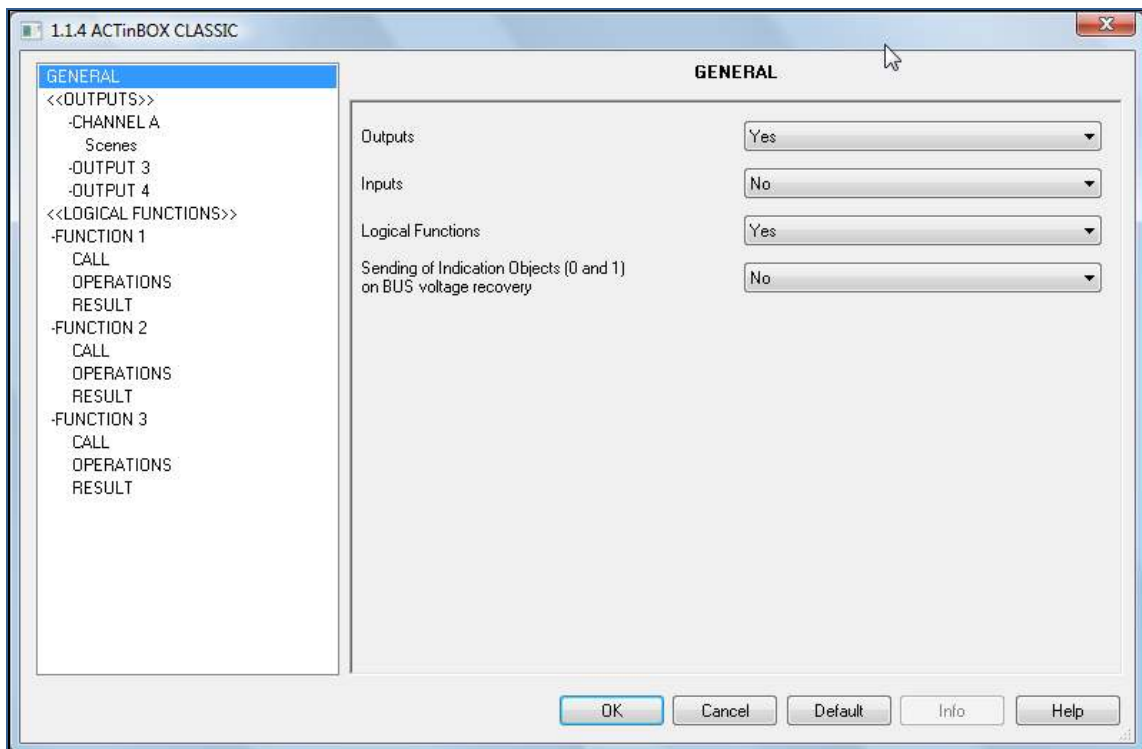 1.1.4 ACTinBOX CLASSIC
GENERAL
<<OUTPUTS>>
-CHANNEL A
Scenes
-OUTPUT 3
-OUTPUT 4
<<LOGICAL FUNCTIONS>>
-FUNCTION 1
CALL
OPERATIONS
RESULT
-FUNCTION 2
CALL
OPERATIONS
RESULT
-FUNCTION 3
CALL
OPERATIONS
RESULT
GENERAL
Outputs Yes
Inputs No
Logical Functions Yes
Sending of Indication Objects (0 and 1)
on BUS voltage recovery No
OK Cancel Default Info Help